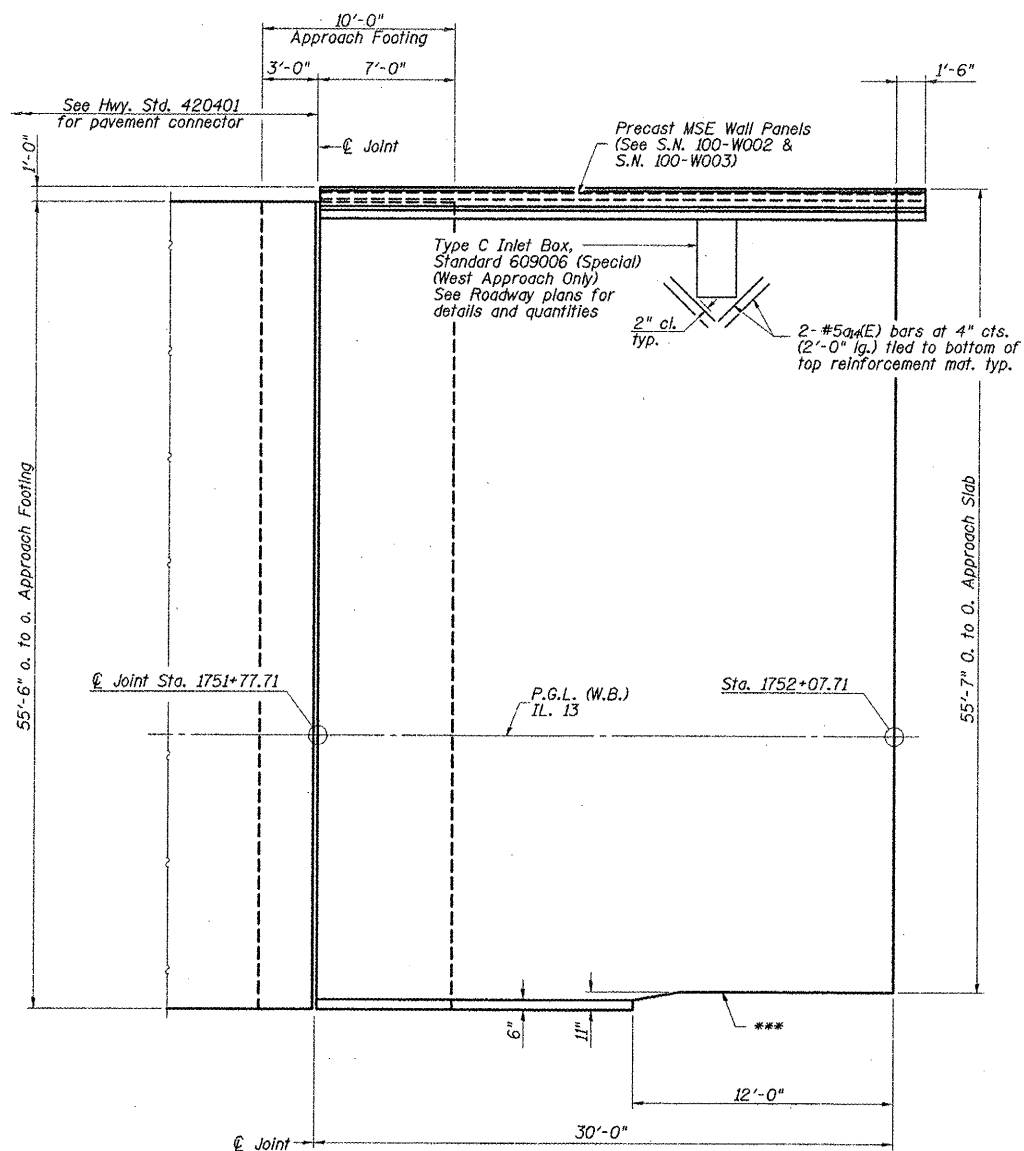 10'-0"
Approach Footing
3'-0"
7'-0"
1'-6"
See Hwy. Std. 420401
for pavement connector
℄ Joint
1'-0"
Precast MSE Wall Panels
(See S.N. 100-W002 &
S.N. 100-W003)
Type C Inlet Box,
Standard 609006 (Special)
(West Approach Only)
See Roadway plans for
details and quantities
2" cl.
typ.
2- #5a14(E) bars at 4" cts.
(2'-0" lg.) tied to bottom of
top reinforcement mat. typ.
55'-6" o. to o. Approach Footing
55'-7" O. to O. Approach Slab
℄ Joint Sta. 1751+77.71
P.G.L. (W.B.)
IL. 13
Sta. 1752+07.71
6"
11"
***
12'-0"
30'-0"
℄ Joint